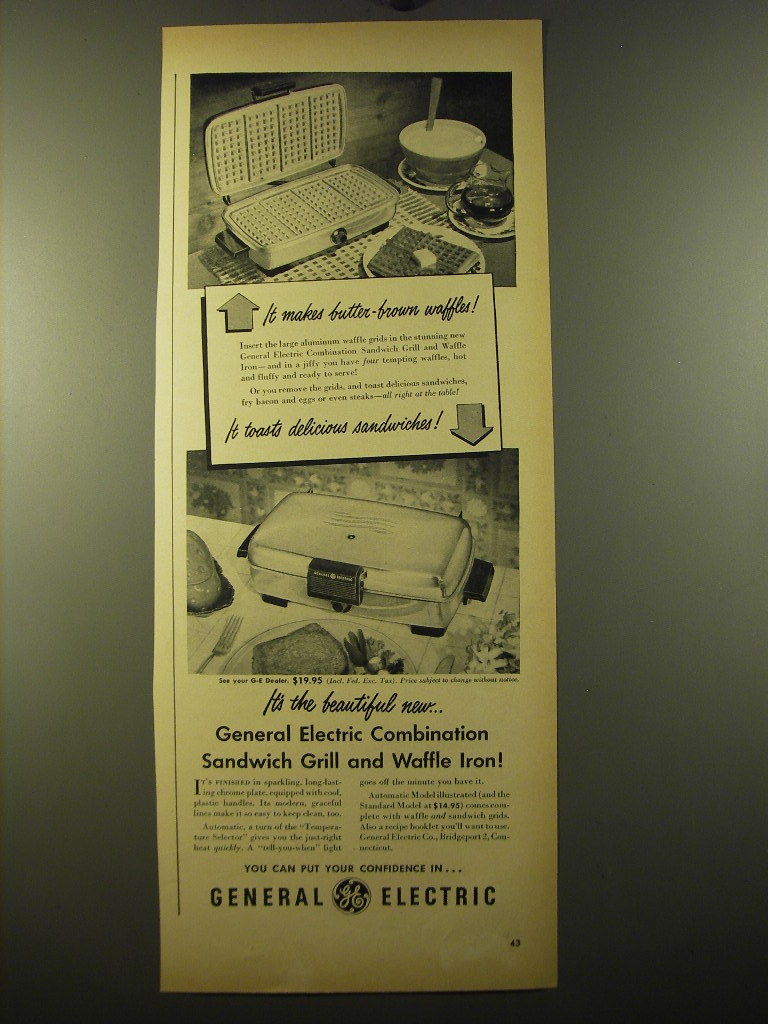 It makes butter-brown waffles!
Insert the large aluminum waffle grids in the stunning new
General Electric Combination Sandwich Grill and Waffle
Iron—and in a jiffy you have four tempting waffles, hot
and fluffy and ready to serve!
Or you remove the grids, and toast delicious sandwiches,
fry bacon and eggs or even steaks—all right at the table!
It toasts delicious sandwiches!
GENERAL ELECTRIC
See your G-E Dealer. $19.95 (Incl. Fed. Exc. Tax). Price subject to change without notice.
It's the beautiful new...
General Electric Combination
Sandwich Grill and Waffle Iron!
IT'S FINISHED in sparkling, long-last-
ing chrome plate, equipped with cool,
plastic handles. Its modern, graceful
lines make it so easy to keep clean, too.
Automatic, a turn of the "Tempera-
ture Selector" gives you the just-right
heat quickly. A "tell-you-when" light
goes off the minute you have it.
Automatic Model illustrated (and the
Standard Model at $14.95) comes com-
plete with waffle and sandwich grids.
Also a recipe booklet you'll want to use.
General Electric Co., Bridgeport 2, Con-
necticut.
YOU CAN PUT YOUR CONFIDENCE IN...
GENERAL GE ELECTRIC
43